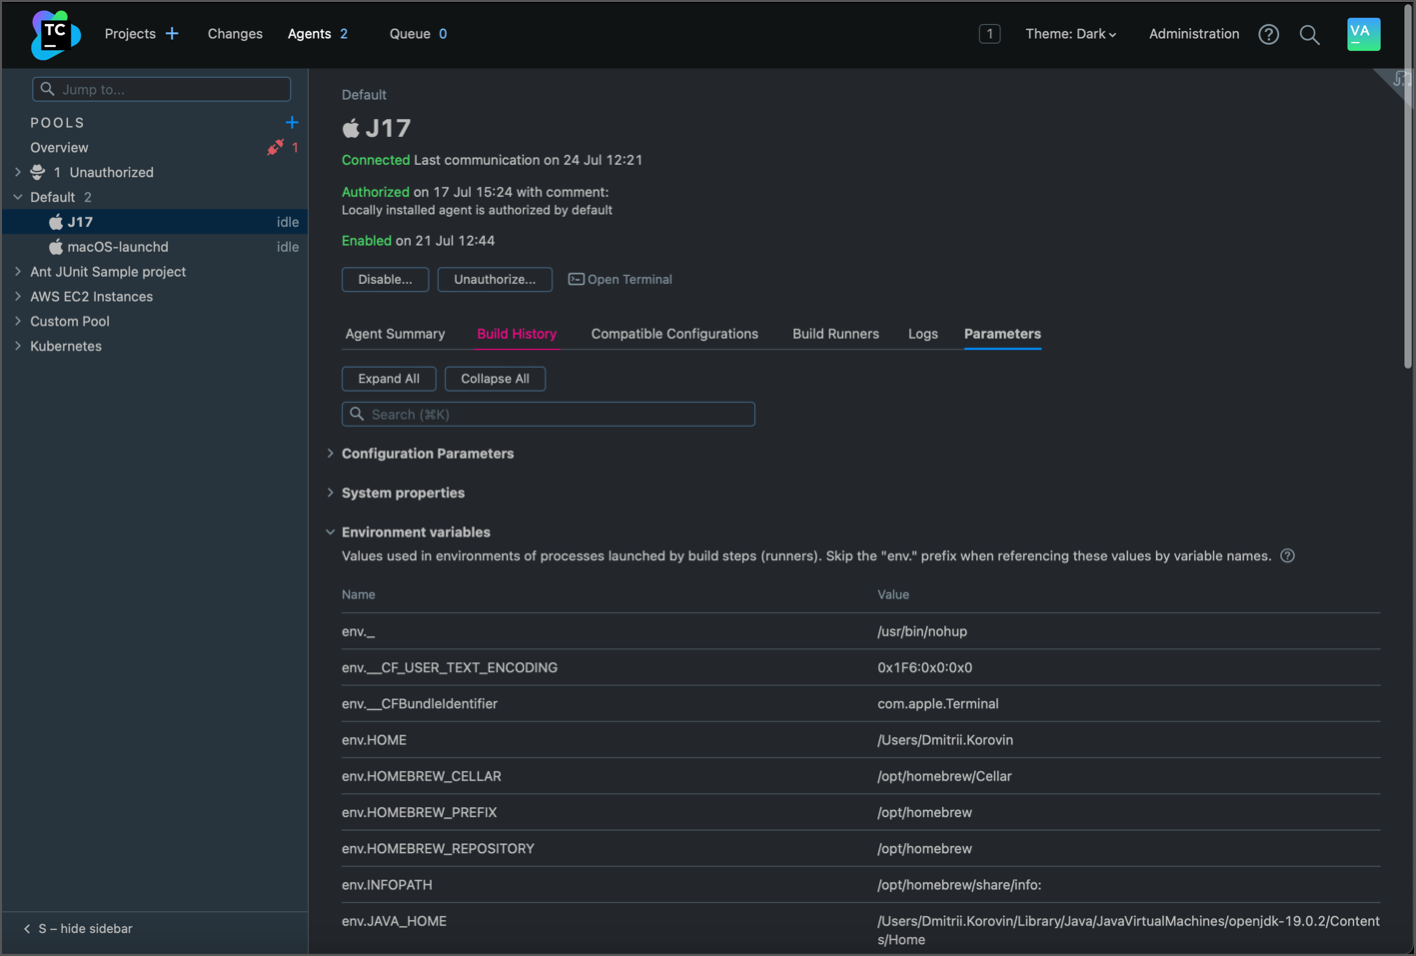 TC
Projects
Changes
Agents 2
Queue 0
1
Theme: Dark
Administration
VA
Jump to...
POOLS
Overview 1
1 Unauthorized
Default 2
J17 idle
macOS-launchd idle
Ant JUnit Sample project
AWS EC2 Instances
Custom Pool
Kubernetes
S – hide sidebar
Default
J17
Connected Last communication on 24 Jul 12:21
Authorized on 17 Jul 15:24 with comment:
Locally installed agent is authorized by default
Enabled on 21 Jul 12:44
Disable... Unauthorize... Open Terminal
Agent Summary Build History Compatible Configurations Build Runners Logs Parameters
Expand All Collapse All
Search (⌘K)
Configuration Parameters
System properties
Environment variables
Values used in environments of processes launched by build steps (runners). Skip the "env." prefix when referencing these values by variable names.
Name Value
env._ /usr/bin/nohup
env.__CF_USER_TEXT_ENCODING 0x1F6:0x0:0x0
env.__CFBundleIdentifier com.apple.Terminal
env.HOME /Users/Dmitrii.Korovin
env.HOMEBREW_CELLAR /opt/homebrew/Cellar
env.HOMEBREW_PREFIX /opt/homebrew
env.HOMEBREW_REPOSITORY /opt/homebrew
env.INFOPATH /opt/homebrew/share/info:
env.JAVA_HOME /Users/Dmitrii.Korovin/Library/Java/JavaVirtualMachines/openjdk-19.0.2/Content
s/Home